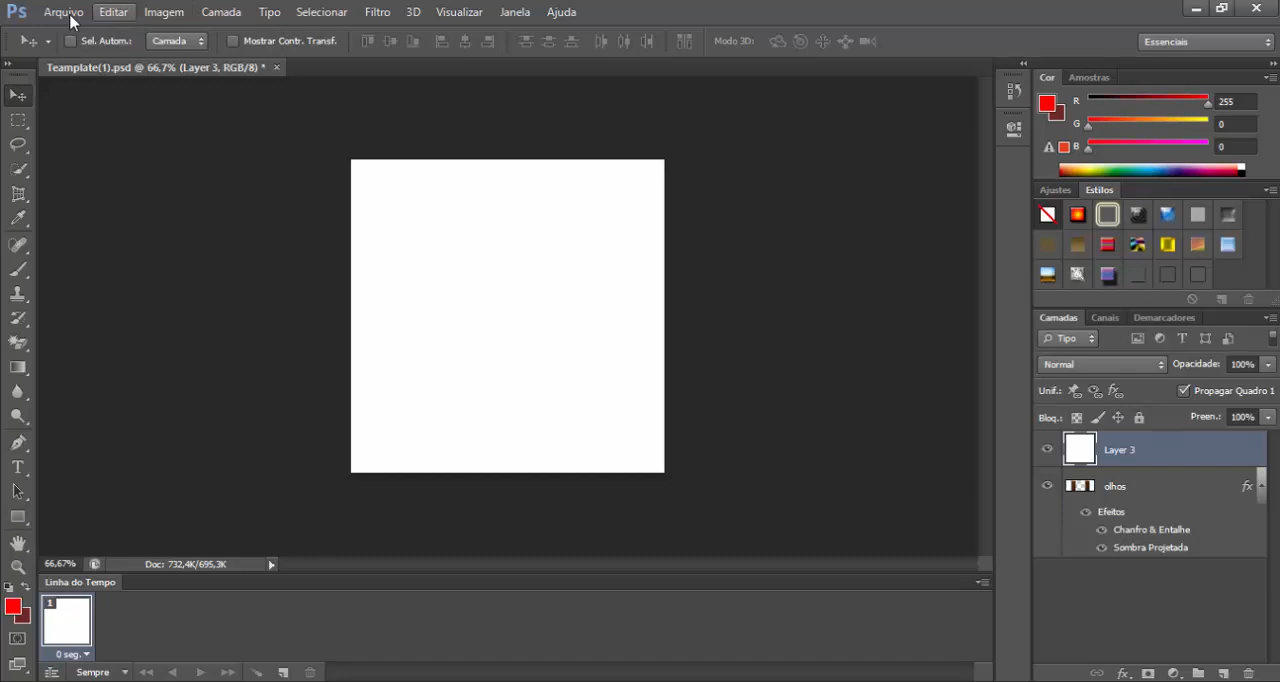 Ps Arquivo Editar Imagem Camada Tipo Selecionar Filtro 3D Visualizar Janela Ajuda
Sel. Autom.: Camada Mostrar Contr. Transf. Modo 3D: Essenciais
Teamplate(1).psd @ 66,7% (Layer 3, RGB/8) *
Cor Amostras
R 255
G 0
B 0
Ajustes Estilos
Camadas Canais Demarcadores
Tipo
Normal Opacidade: 100%
Unif.: Propagar Quadro 1
Bloq.: Preen.: 100%
Layer 3
olhos fx
Efeitos
Chanfro & Entalhe
Sombra Projetada
66,67% Doc: 732,4K/695,3K
Linha do Tempo
1
0 seg.
Sempre
fx